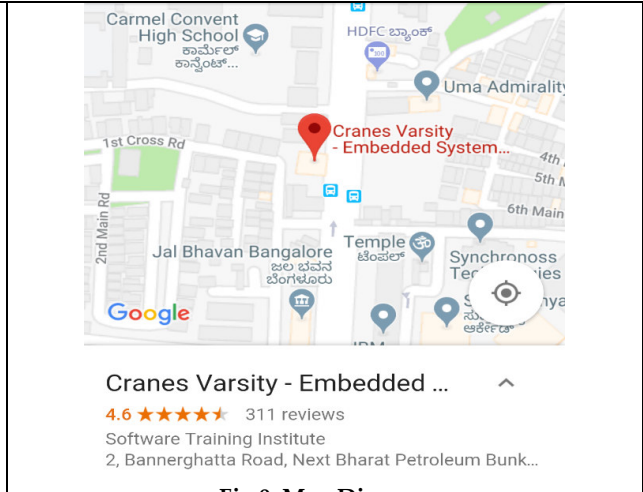 Carmel Convent
High School
ಕಾರ್ಮೆಲ್
ಕಾನ್ವೆಂಟ್...
HDFC ಬ್ಯಾಂಕ್
Uma Admirality
Cranes Varsity
- Embedded System...
1st Cross Rd
4th
5th
6th Main
2nd Main Rd
Jal Bhavan Bangalore
ಜಲ ಭವನ
ಬೆಂಗಳೂರು
Temple
ಟೆಂಪಲ್
Synchronoss
Google
Cranes Varsity - Embedded ...
4.6 ★★★★★ 311 reviews
Software Training Institute
2, Bannerghatta Road, Next Bharat Petroleum Bunk...